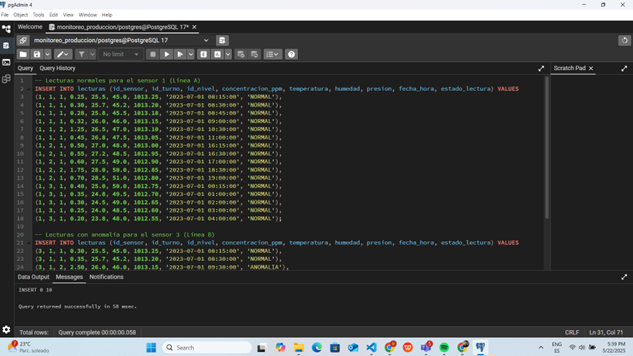 pgAdmin 4
File Object Tools Edit View Window Help
Welcome monitoreo_produccion/postgres@PostgreSQL 17*
monitoreo_produccion/postgres@PostgreSQL 17
No limit
Query Query History Scratch Pad
1 -- Lecturas normales para el sensor 1 (Línea A)
2 INSERT INTO lecturas (id_sensor, id_turno, id_nivel, concentracion_ppm, temperatura, humedad, presion, fecha_hora, estado_lectura) VALUES
3 (1, 1, 1, 0.35, 25.5, 45.0, 1013.25, '2023-07-01 08:15:00', 'NORMAL'),
4 (1, 1, 1, 0.30, 25.7, 45.2, 1013.20, '2023-07-01 08:30:00', 'NORMAL'),
5 (1, 1, 1, 0.28, 25.8, 45.5, 1013.18, '2023-07-01 08:45:00', 'NORMAL'),
6 (1, 1, 1, 0.32, 26.0, 46.0, 1013.15, '2023-07-01 09:00:00', 'NORMAL'),
7 (1, 1, 2, 1.25, 26.5, 47.0, 1013.10, '2023-07-01 10:30:00', 'NORMAL'),
8 (1, 1, 1, 0.45, 26.8, 47.5, 1013.05, '2023-07-01 11:00:00', 'NORMAL'),
9 (1, 2, 1, 0.50, 27.0, 48.0, 1013.00, '2023-07-01 16:15:00', 'NORMAL'),
10 (1, 2, 1, 0.55, 27.2, 48.5, 1012.95, '2023-07-01 16:30:00', 'NORMAL'),
11 (1, 2, 1, 0.60, 27.5, 49.0, 1012.90, '2023-07-01 17:00:00', 'NORMAL'),
12 (1, 2, 2, 1.75, 28.0, 50.0, 1012.85, '2023-07-01 18:30:00', 'NORMAL'),
13 (1, 2, 1, 0.70, 28.5, 51.0, 1012.80, '2023-07-01 19:00:00', 'NORMAL'),
14 (1, 3, 1, 0.40, 25.0, 50.0, 1012.75, '2023-07-01 00:15:00', 'NORMAL'),
15 (1, 3, 1, 0.35, 24.8, 49.5, 1012.70, '2023-07-01 01:00:00', 'NORMAL'),
16 (1, 3, 1, 0.30, 24.5, 49.0, 1012.65, '2023-07-01 02:00:00', 'NORMAL'),
17 (1, 3, 1, 0.25, 24.0, 48.5, 1012.60, '2023-07-01 03:00:00', 'NORMAL'),
18 (1, 3, 1, 0.20, 23.8, 48.0, 1012.55, '2023-07-01 04:00:00', 'NORMAL');
19
20 -- Lecturas con anomalía para el sensor 3 (Línea B)
21 INSERT INTO lecturas (id_sensor, id_turno, id_nivel, concentracion_ppm, temperatura, humedad, presion, fecha_hora, estado_lectura) VALUES
22 (3, 1, 1, 0.30, 25.5, 45.0, 1013.25, '2023-07-01 08:15:00', 'NORMAL'),
23 (3, 1, 1, 0.35, 25.7, 45.2, 1013.20, '2023-07-01 08:30:00', 'NORMAL'),
24 (3, 1, 2, 2.50, 26.0, 46.0, 1013.15, '2023-07-01 09:30:00', 'ANOMALÍA'),
Data Output Messages Notifications
INSERT 0 10
Query returned successfully in 58 msec.
Total rows: Query complete 00:00:00.058 CRLF Ln 31, Col 71
23°C
Parc. soleado
Search
ENG
ES
5:39 PM
5/22/2025